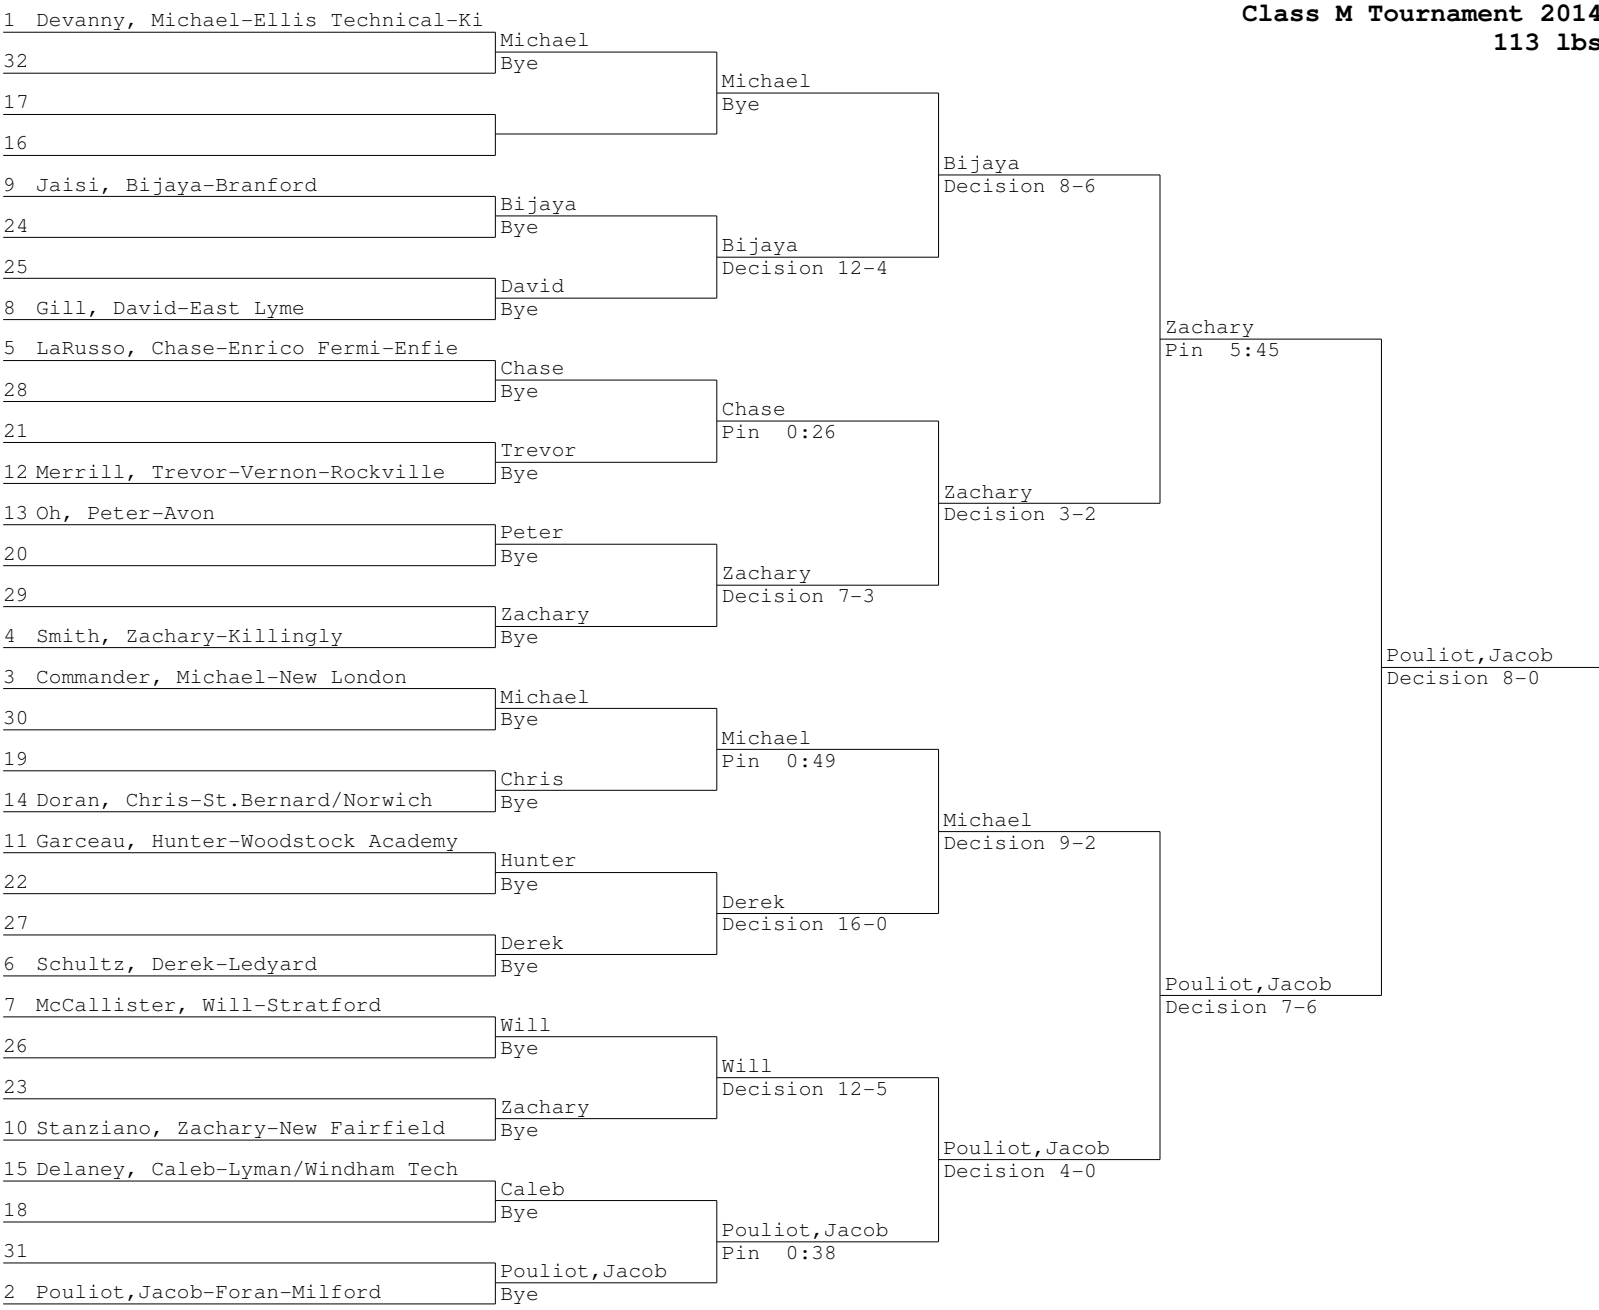 Class M Tournament 2014
113 lbs
1 Devanny, Michael-Ellis Technical-Ki
32
17
16
9 Jaisi, Bijaya-Branford
24
25
8 Gill, David-East Lyme
5 LaRusso, Chase-Enrico Fermi-Enfie
28
21
12 Merrill, Trevor-Vernon-Rockville
13 Oh, Peter-Avon
20
29
4 Smith, Zachary-Killingly
3 Commander, Michael-New London
30
19
14 Doran, Chris-St.Bernard/Norwich
11 Garceau, Hunter-Woodstock Academy
22
27
6 Schultz, Derek-Ledyard
7 McCallister, Will-Stratford
26
23
10 Stanziano, Zachary-New Fairfield
15 Delaney, Caleb-Lyman/Windham Tech
18
31
2 Pouliot,Jacob-Foran-Milford
Michael
Bye
Bijaya
Bye
David
Bye
Chase
Bye
Trevor
Bye
Peter
Bye
Zachary
Bye
Michael
Bye
Chris
Bye
Hunter
Bye
Derek
Bye
Will
Bye
Zachary
Bye
Caleb
Bye
Pouliot,Jacob
Bye
Michael
Bye
Bijaya
Decision 12-4
Chase
Pin 0:26
Zachary
Decision 7-3
Michael
Pin 0:49
Derek
Decision 16-0
Will
Decision 12-5
Pouliot,Jacob
Pin 0:38
Bijaya
Decision 8-6
Zachary
Decision 3-2
Michael
Decision 9-2
Pouliot,Jacob
Decision 4-0
Zachary
Pin 5:45
Pouliot,Jacob
Decision 7-6
Pouliot,Jacob
Decision 8-0